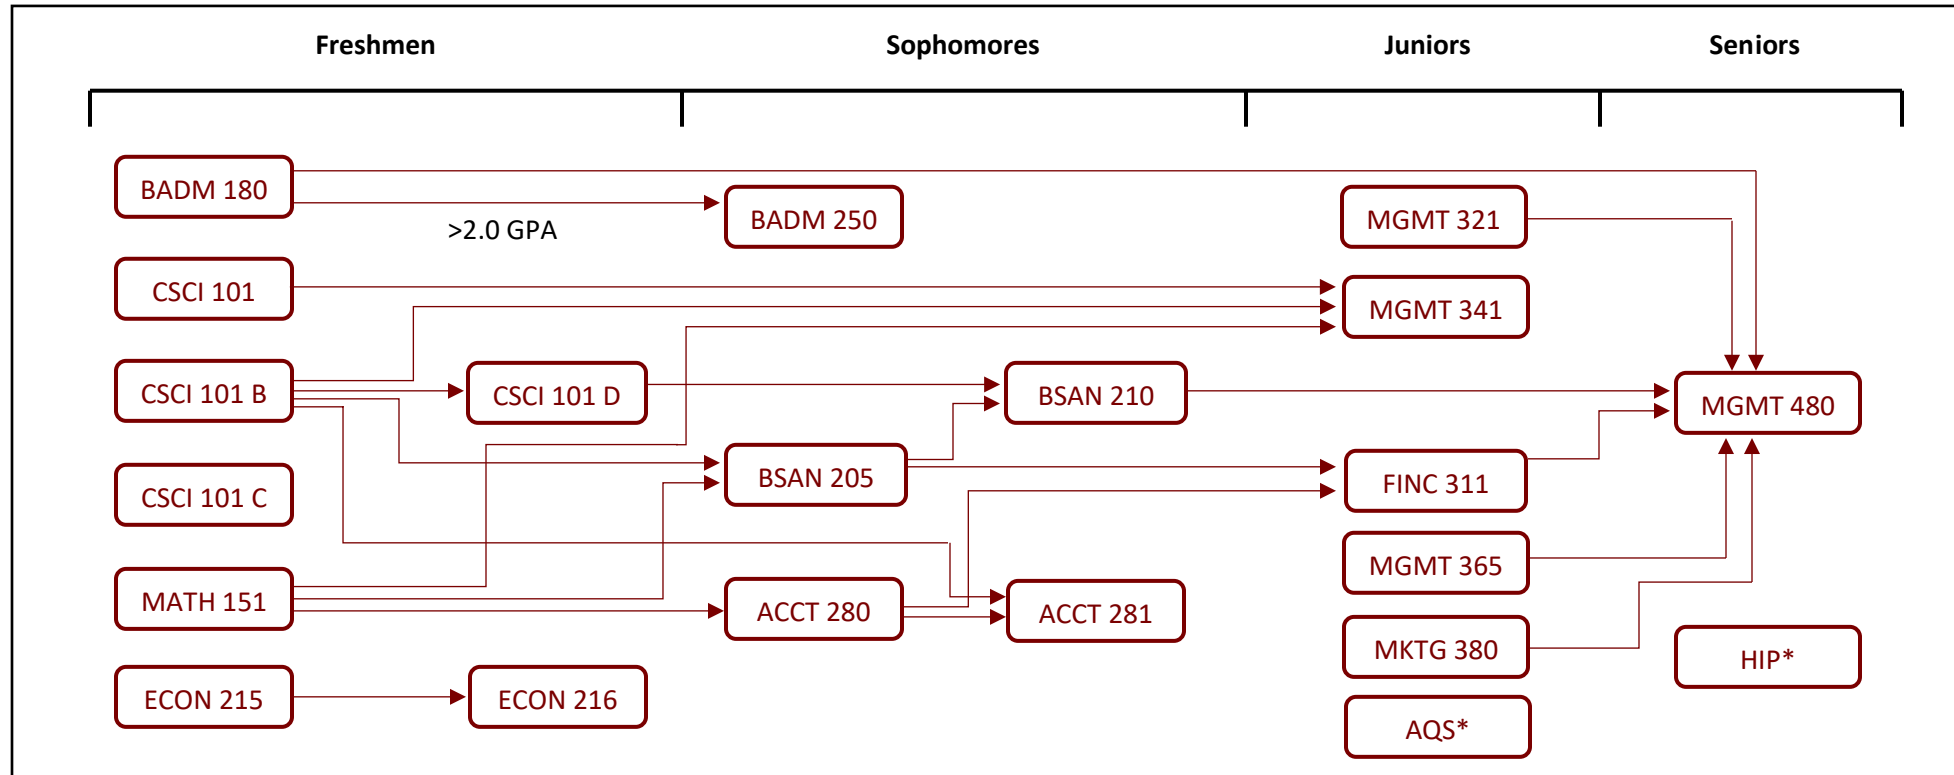 Freshmen
Sophomores
Juniors
Seniors
BADM 180
>2.0 GPA
BADM 250
MGMT 321
CSCI 101
MGMT 341
CSCI 101 B
CSCI 101 D
BSAN 210
MGMT 480
CSCI 101 C
BSAN 205
FINC 311
MGMT 365
MATH 151
ACCT 280
ACCT 281
MKTG 380
HIP*
ECON 215
ECON 216
AQS*